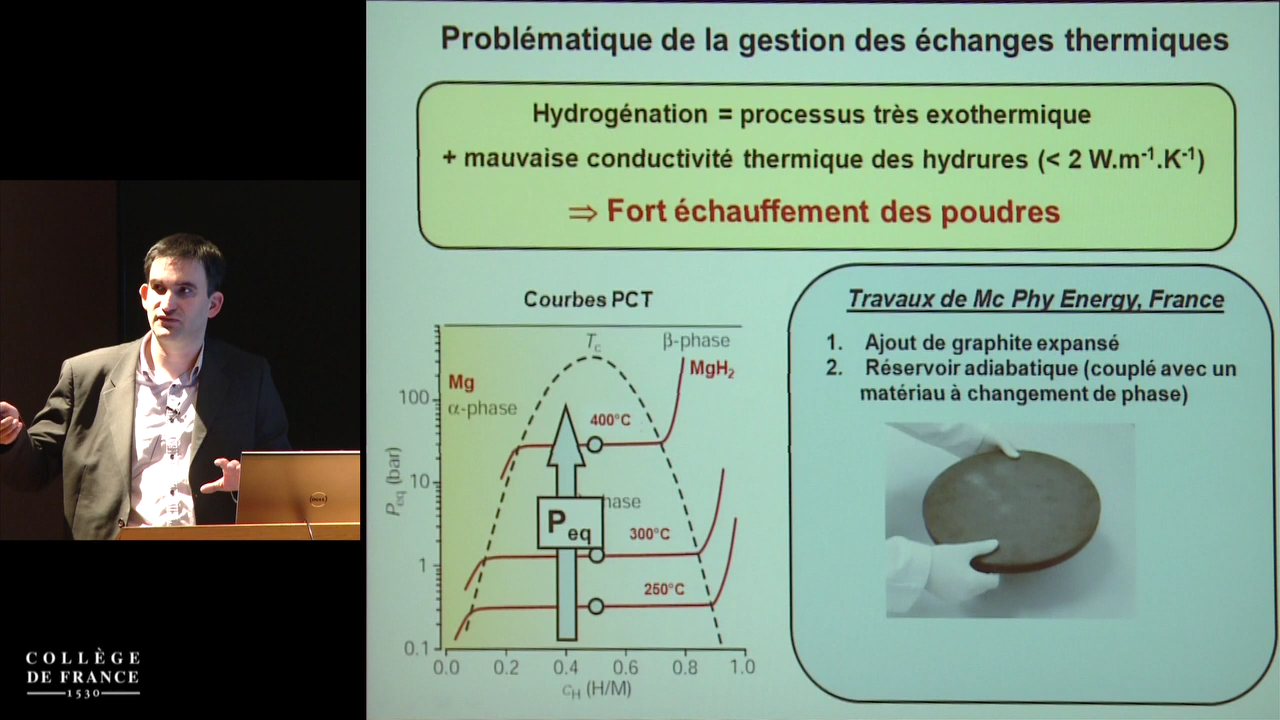 Problématique de la gestion des échanges thermiques
Hydrogénation = processus très exothermique
+ mauvaise conductivité thermique des hydrures (< 2 W.m⁻¹.K⁻¹)
⇒ Fort échauffement des poudres
Courbes PCT
Tc
β-phase
MgH₂
Mg
α-phase
400°C
hase
Peq
300°C
250°C
Peq (bar)
100
10
1
0.1
0.0 0.2 0.4 0.6 0.8 1.0
cH (H/M)
Travaux de Mc Phy Energy, France
1. Ajout de graphite expansé
2. Réservoir adiabatique (couplé avec un
matériau à changement de phase)
DELL
COLLÈGE
DE FRANCE
1530